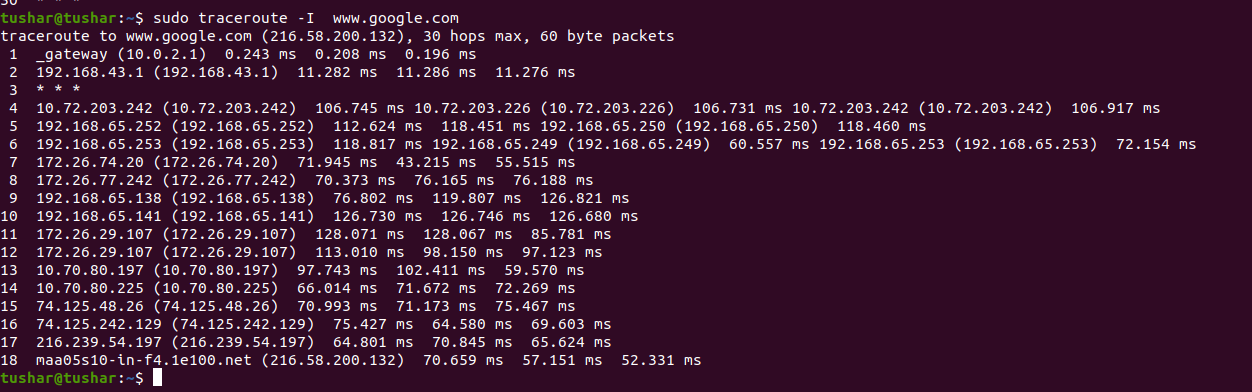 30  * * *
tushar@tushar:~$ sudo traceroute -I  www.google.com
traceroute to www.google.com (216.58.200.132), 30 hops max, 60 byte packets
 1  _gateway (10.0.2.1)  0.243 ms  0.208 ms  0.196 ms
 2  192.168.43.1 (192.168.43.1)  11.282 ms  11.286 ms  11.276 ms
 3  * * *
 4  10.72.203.242 (10.72.203.242)  106.745 ms 10.72.203.226 (10.72.203.226)  106.731 ms 10.72.203.242 (10.72.203.242)  106.917 ms
 5  192.168.65.252 (192.168.65.252)  112.624 ms  118.451 ms 192.168.65.250 (192.168.65.250)  118.460 ms
 6  192.168.65.253 (192.168.65.253)  118.817 ms 192.168.65.249 (192.168.65.249)  60.557 ms 192.168.65.253 (192.168.65.253)  72.154 ms
 7  172.26.74.20 (172.26.74.20)  71.945 ms  43.215 ms  55.515 ms
 8  172.26.77.242 (172.26.77.242)  70.373 ms  76.165 ms  76.188 ms
 9  192.168.65.138 (192.168.65.138)  76.802 ms  119.807 ms  126.821 ms
10  192.168.65.141 (192.168.65.141)  126.730 ms  126.746 ms  126.680 ms
11  172.26.29.107 (172.26.29.107)  128.071 ms  128.067 ms  85.781 ms
12  172.26.29.107 (172.26.29.107)  113.010 ms  98.150 ms  97.123 ms
13  10.70.80.197 (10.70.80.197)  97.743 ms  102.411 ms  59.570 ms
14  10.70.80.225 (10.70.80.225)  66.014 ms  71.672 ms  72.269 ms
15  74.125.48.26 (74.125.48.26)  70.993 ms  71.173 ms  75.467 ms
16  74.125.242.129 (74.125.242.129)  75.427 ms  64.580 ms  69.603 ms
17  216.239.54.197 (216.239.54.197)  64.801 ms  70.845 ms  65.624 ms
18  maa05s10-in-f4.1e100.net (216.58.200.132)  70.659 ms  57.151 ms  52.331 ms
tushar@tushar:~$